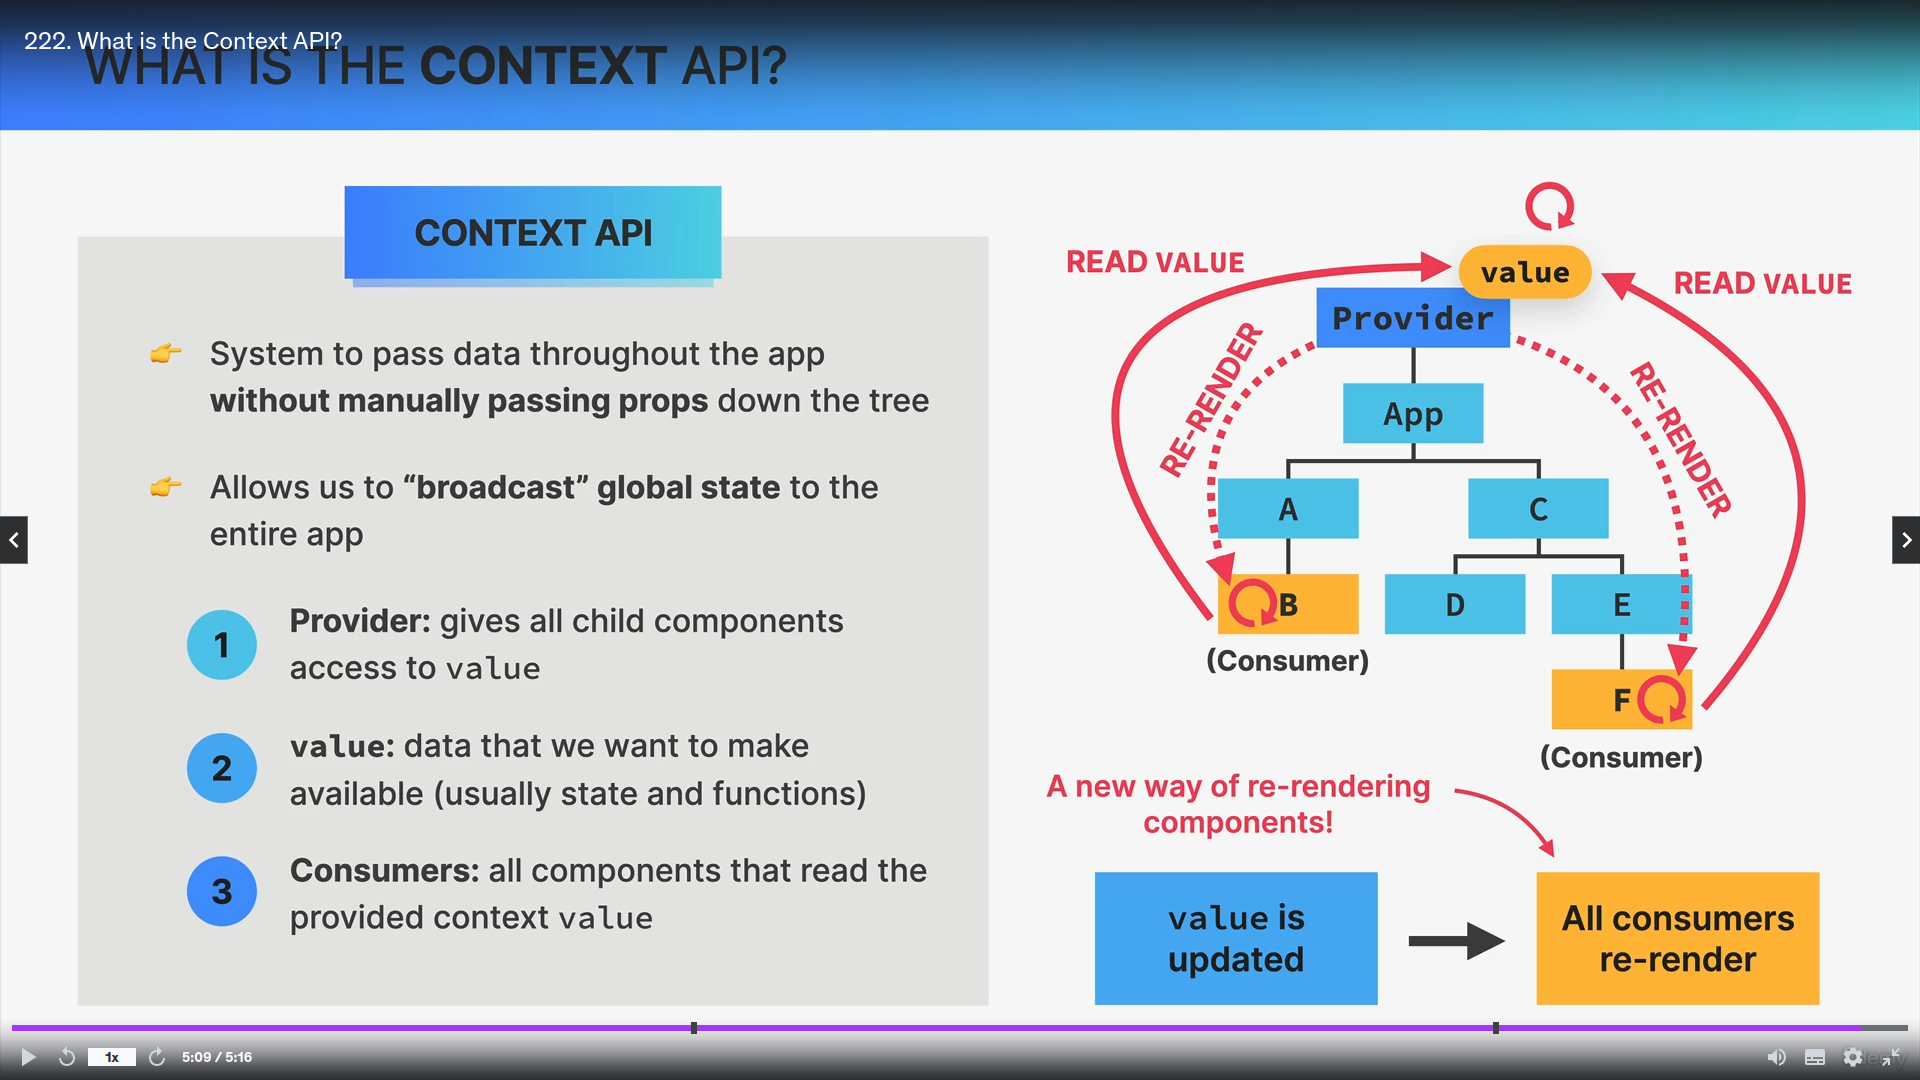 222. What is the Context API?
WHAT IS THE CONTEXT API?
CONTEXT API
System to pass data throughout the app
without manually passing props down the tree
Allows us to “broadcast” global state to the
entire app
1
Provider: gives all child components
access to value
2
value: data that we want to make
available (usually state and functions)
3
Consumers: all components that read the
provided context value
READ VALUE
value
READ VALUE
Provider
RE-RENDER
RE-RENDER
App
A
C
B
D
E
(Consumer)
F
(Consumer)
A new way of re-rendering
components!
value is
updated
All consumers
re-render
1x
5:09 / 5:16